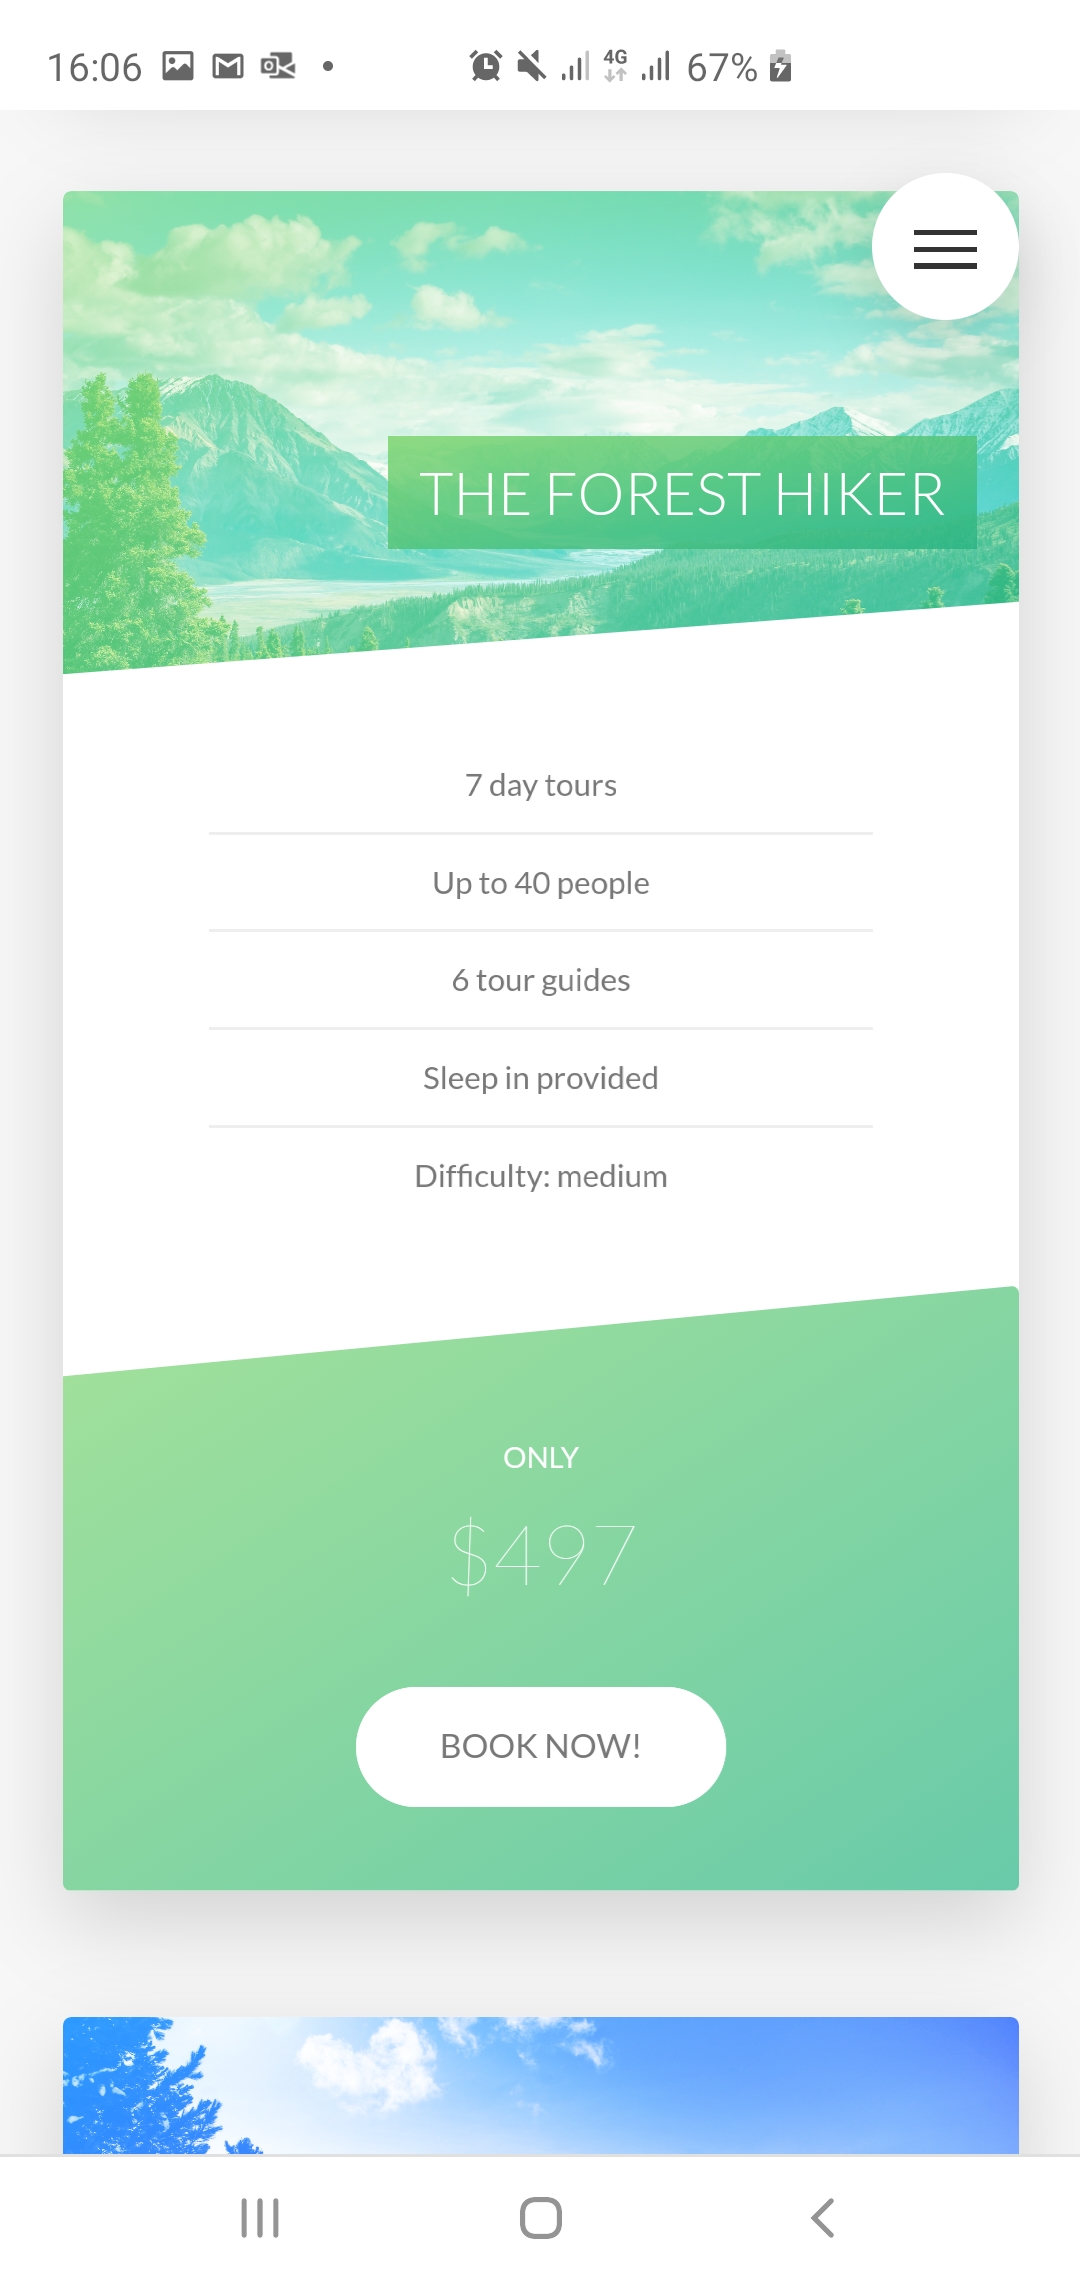 16:06
4G
67%
THE FOREST HIKER
7 day tours
Up to 40 people
6 tour guides
Sleep in provided
Difficulty: medium
ONLY
$497
BOOK NOW!